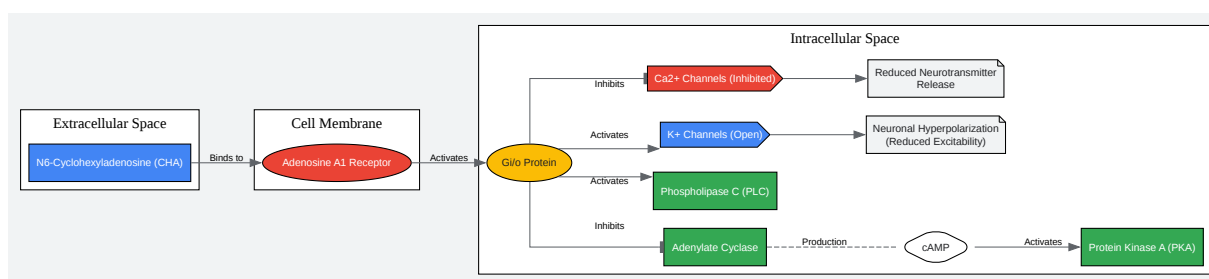 Extracellular Space
N6-Cyclohexyladenosine (CHA)
Binds to
Cell Membrane
Adenosine A1 Receptor
Activates
Intracellular Space
Gi/o Protein
Inhibits
Ca2+ Channels (Inhibited)
Reduced Neurotransmitter
Release
Activates
K+ Channels (Open)
Neuronal Hyperpolarization
(Reduced Excitability)
Activates
Phospholipase C (PLC)
Inhibits
Adenylate Cyclase
Production
cAMP
Activates
Protein Kinase A (PKA)